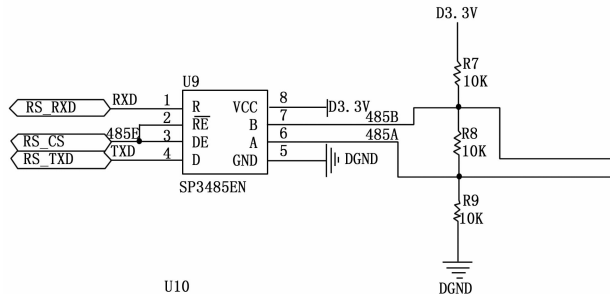 D3.3V
R7
10K
U9
RS_RXD RXD 1 R VCC 8 D3.3V
2 RE B 7 485B
RS_CS 485E 3 DE A 6 485A
RS_TXD TXD 4 D GND 5 DGND
SP3485EN
R8
10K
R9
10K
U10
DGND